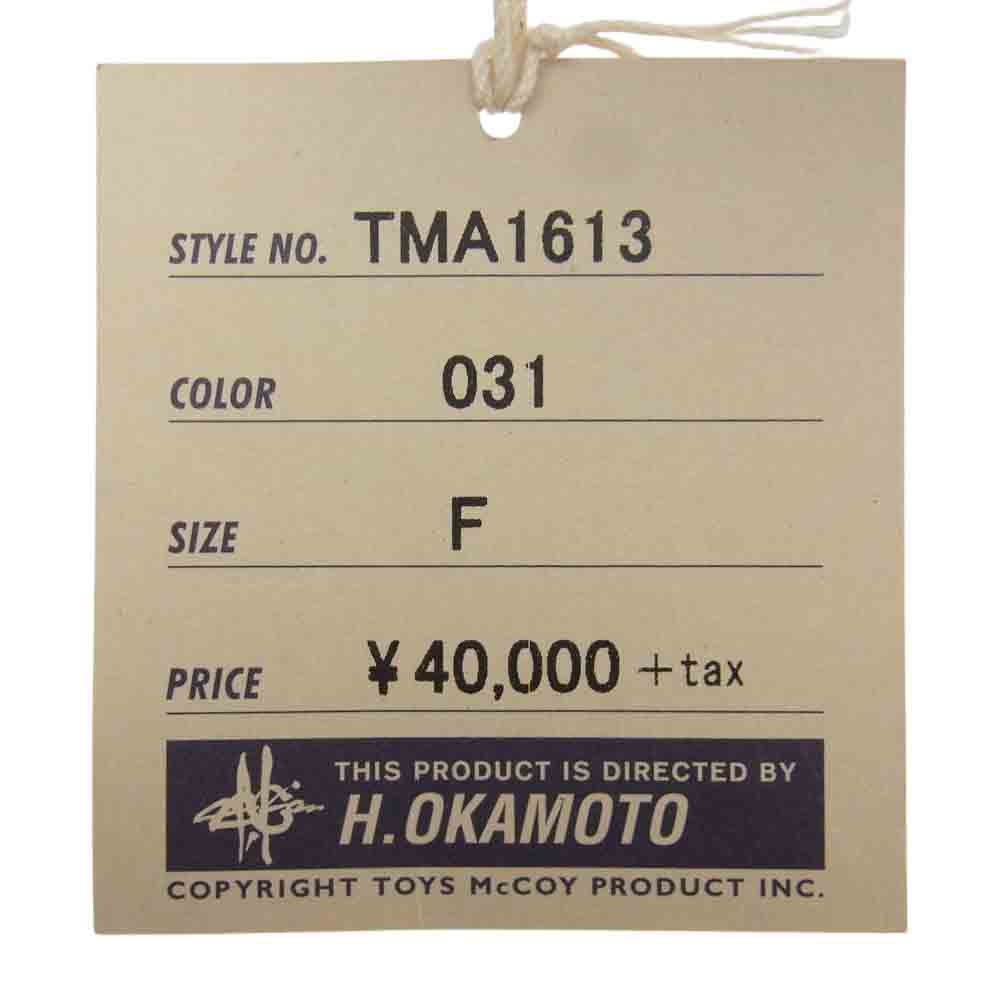 STYLE NO. TMA1613
COLOR 031
SIZE F
PRICE ¥40,000 +tax
THIS PRODUCT IS DIRECTED BY
H.OKAMOTO
COPYRIGHT TOYS McCOY PRODUCT INC.